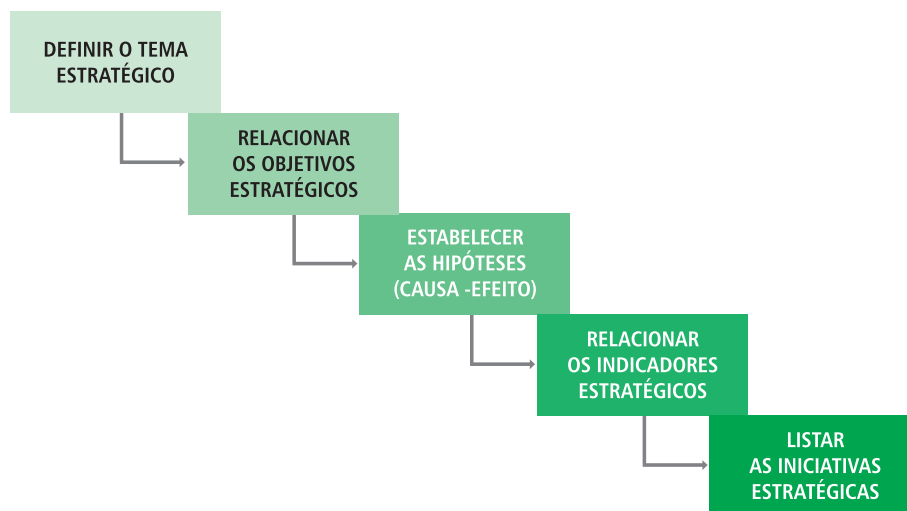 DEFINIR O TEMA
ESTRATÉGICO
RELACIONAR
OS OBJETIVOS
ESTRATÉGICOS
ESTABELECER
AS HIPÓTESES
(CAUSA -EFEITO)
RELACIONAR
OS INDICADORES
ESTRATÉGICOS
LISTAR
AS INICIATIVAS
ESTRATÉGICAS